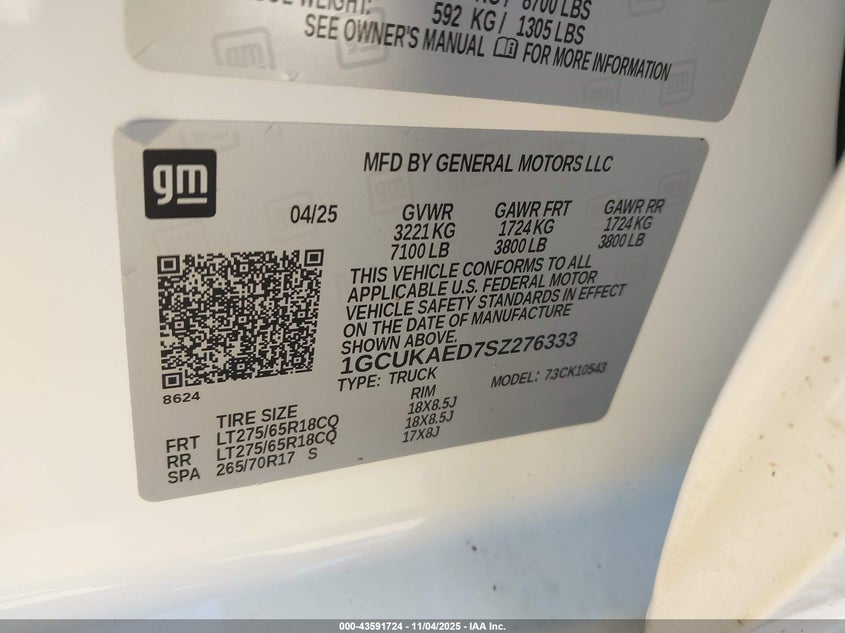 8700 LBS
592 KG / 1305 LBS
SEE OWNER'S MANUAL FOR MORE INFORMATION
gm
MFD BY GENERAL MOTORS LLC
04/25 GVWR GAWR FRT GAWR RR
3221 KG 1724 KG 1724 KG
7100 LB 3800 LB 3800 LB
THIS VEHICLE CONFORMS TO ALL
APPLICABLE U.S. FEDERAL MOTOR
VEHICLE SAFETY STANDARDS IN EFFECT
ON THE DATE OF MANUFACTURE
SHOWN ABOVE.
1GCUKAED7SZ276333
8624
TYPE: TRUCK MODEL: 73CK10543
TIRE SIZE RIM
FRT LT275/65R18CQ 18X8.5J
RR LT275/65R18CQ 18X8.5J
SPA 265/70R17 S 17X8J
000-43591724 - 11/04/2025 - IAA Inc.